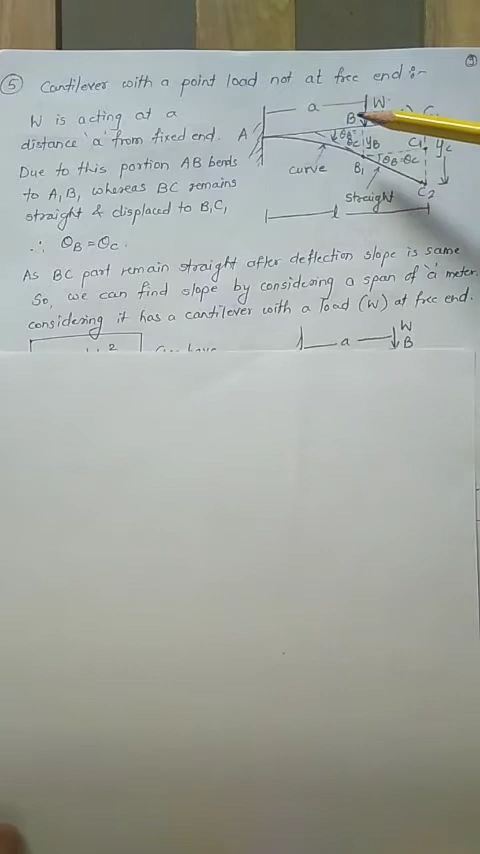 9
5 Cantilever with a point load not at free end :-
W is acting at a
distance 'a' from fixed end.
Due to this portion AB bends
to A,B, whereas BC remains
straight & displaced to B,C,
∴ θB = θC.
a W
A B C
θB= θC yB C1 yC
B1 θB=θC
curve
straight C2
l
As BC part remain straight after deflection slope is same
So, we can find slope by considering a span of 'a' meter.
considering it has a cantilever with a load (W) at free end.
a W
B